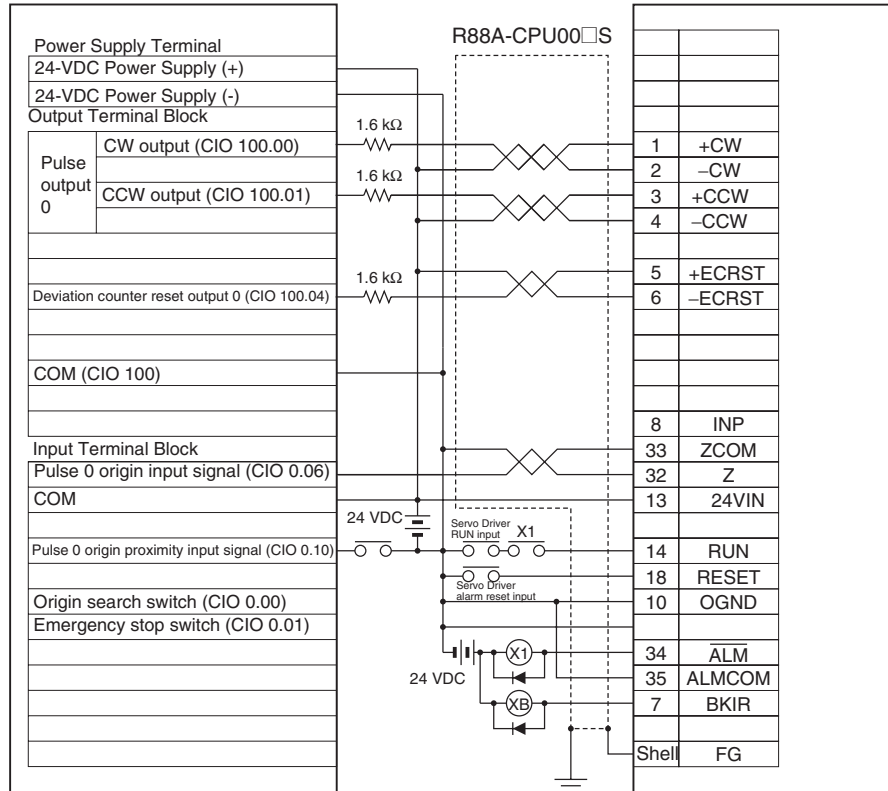 R88A-CPU00□S
Power Supply Terminal
24-VDC Power Supply (+)
24-VDC Power Supply (-)
Output Terminal Block
Pulse output 0
CW output (CIO 100.00)
CCW output (CIO 100.01)
1.6 kΩ
1.6 kΩ
1.6 kΩ
Deviation counter reset output 0 (CIO 100.04)
COM (CIO 100)
Input Terminal Block
Pulse 0 origin input signal (CIO 0.06)
COM
Pulse 0 origin proximity input signal (CIO 0.10)
Origin search switch (CIO 0.00)
Emergency stop switch (CIO 0.01)
24 VDC
Servo Driver
RUN input
X1
Servo Driver
alarm reset input
24 VDC
X1
XB
1 +CW
2 −CW
3 +CCW
4 −CCW
5 +ECRST
6 −ECRST
8 INP
33 ZCOM
32 Z
13 24VIN
14 RUN
18 RESET
10 OGND
34 A̅L̅M̅
35 ALMCOM
7 BKIR
Shell FG